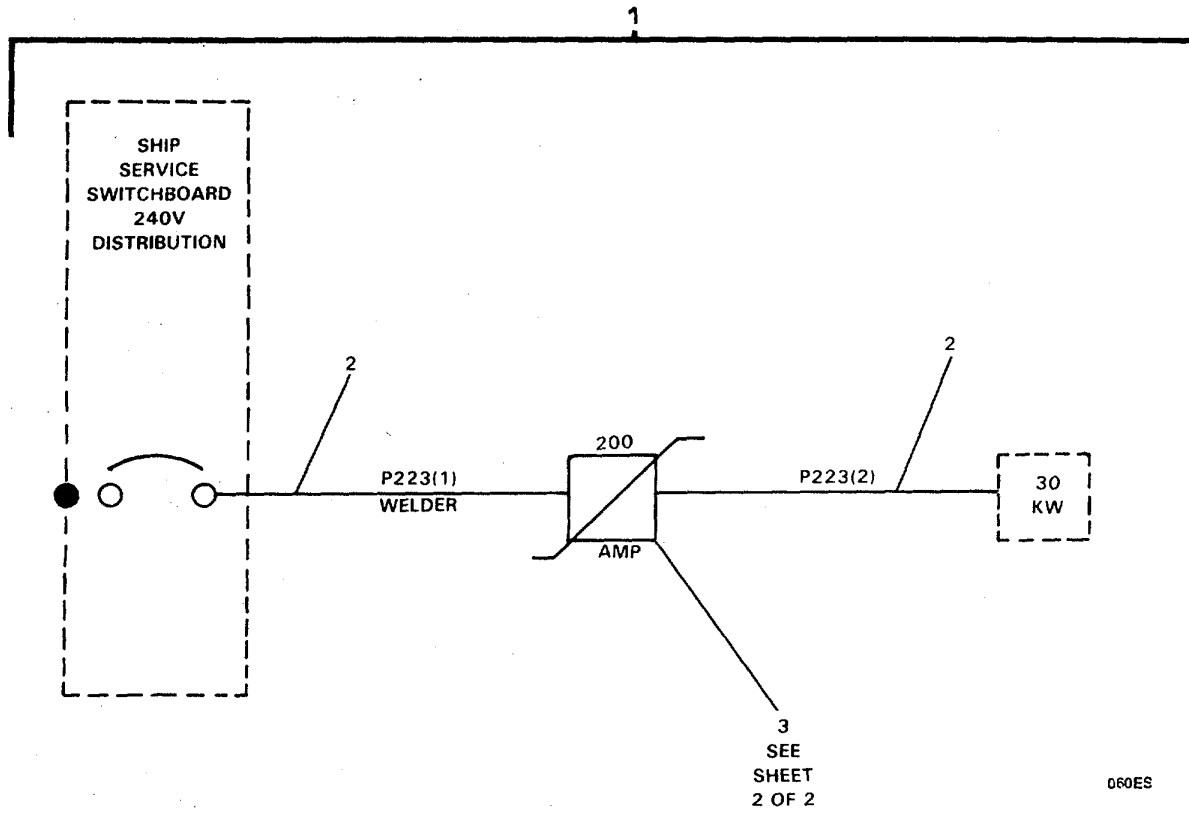 1
SHIP
SERVICE
SWITCHBOARD
240V
DISTRIBUTION
2
2
P223(1)
WELDER
200
AMP
P223(2)
30
KW
3
SEE
SHEET
2 OF 2
060ES